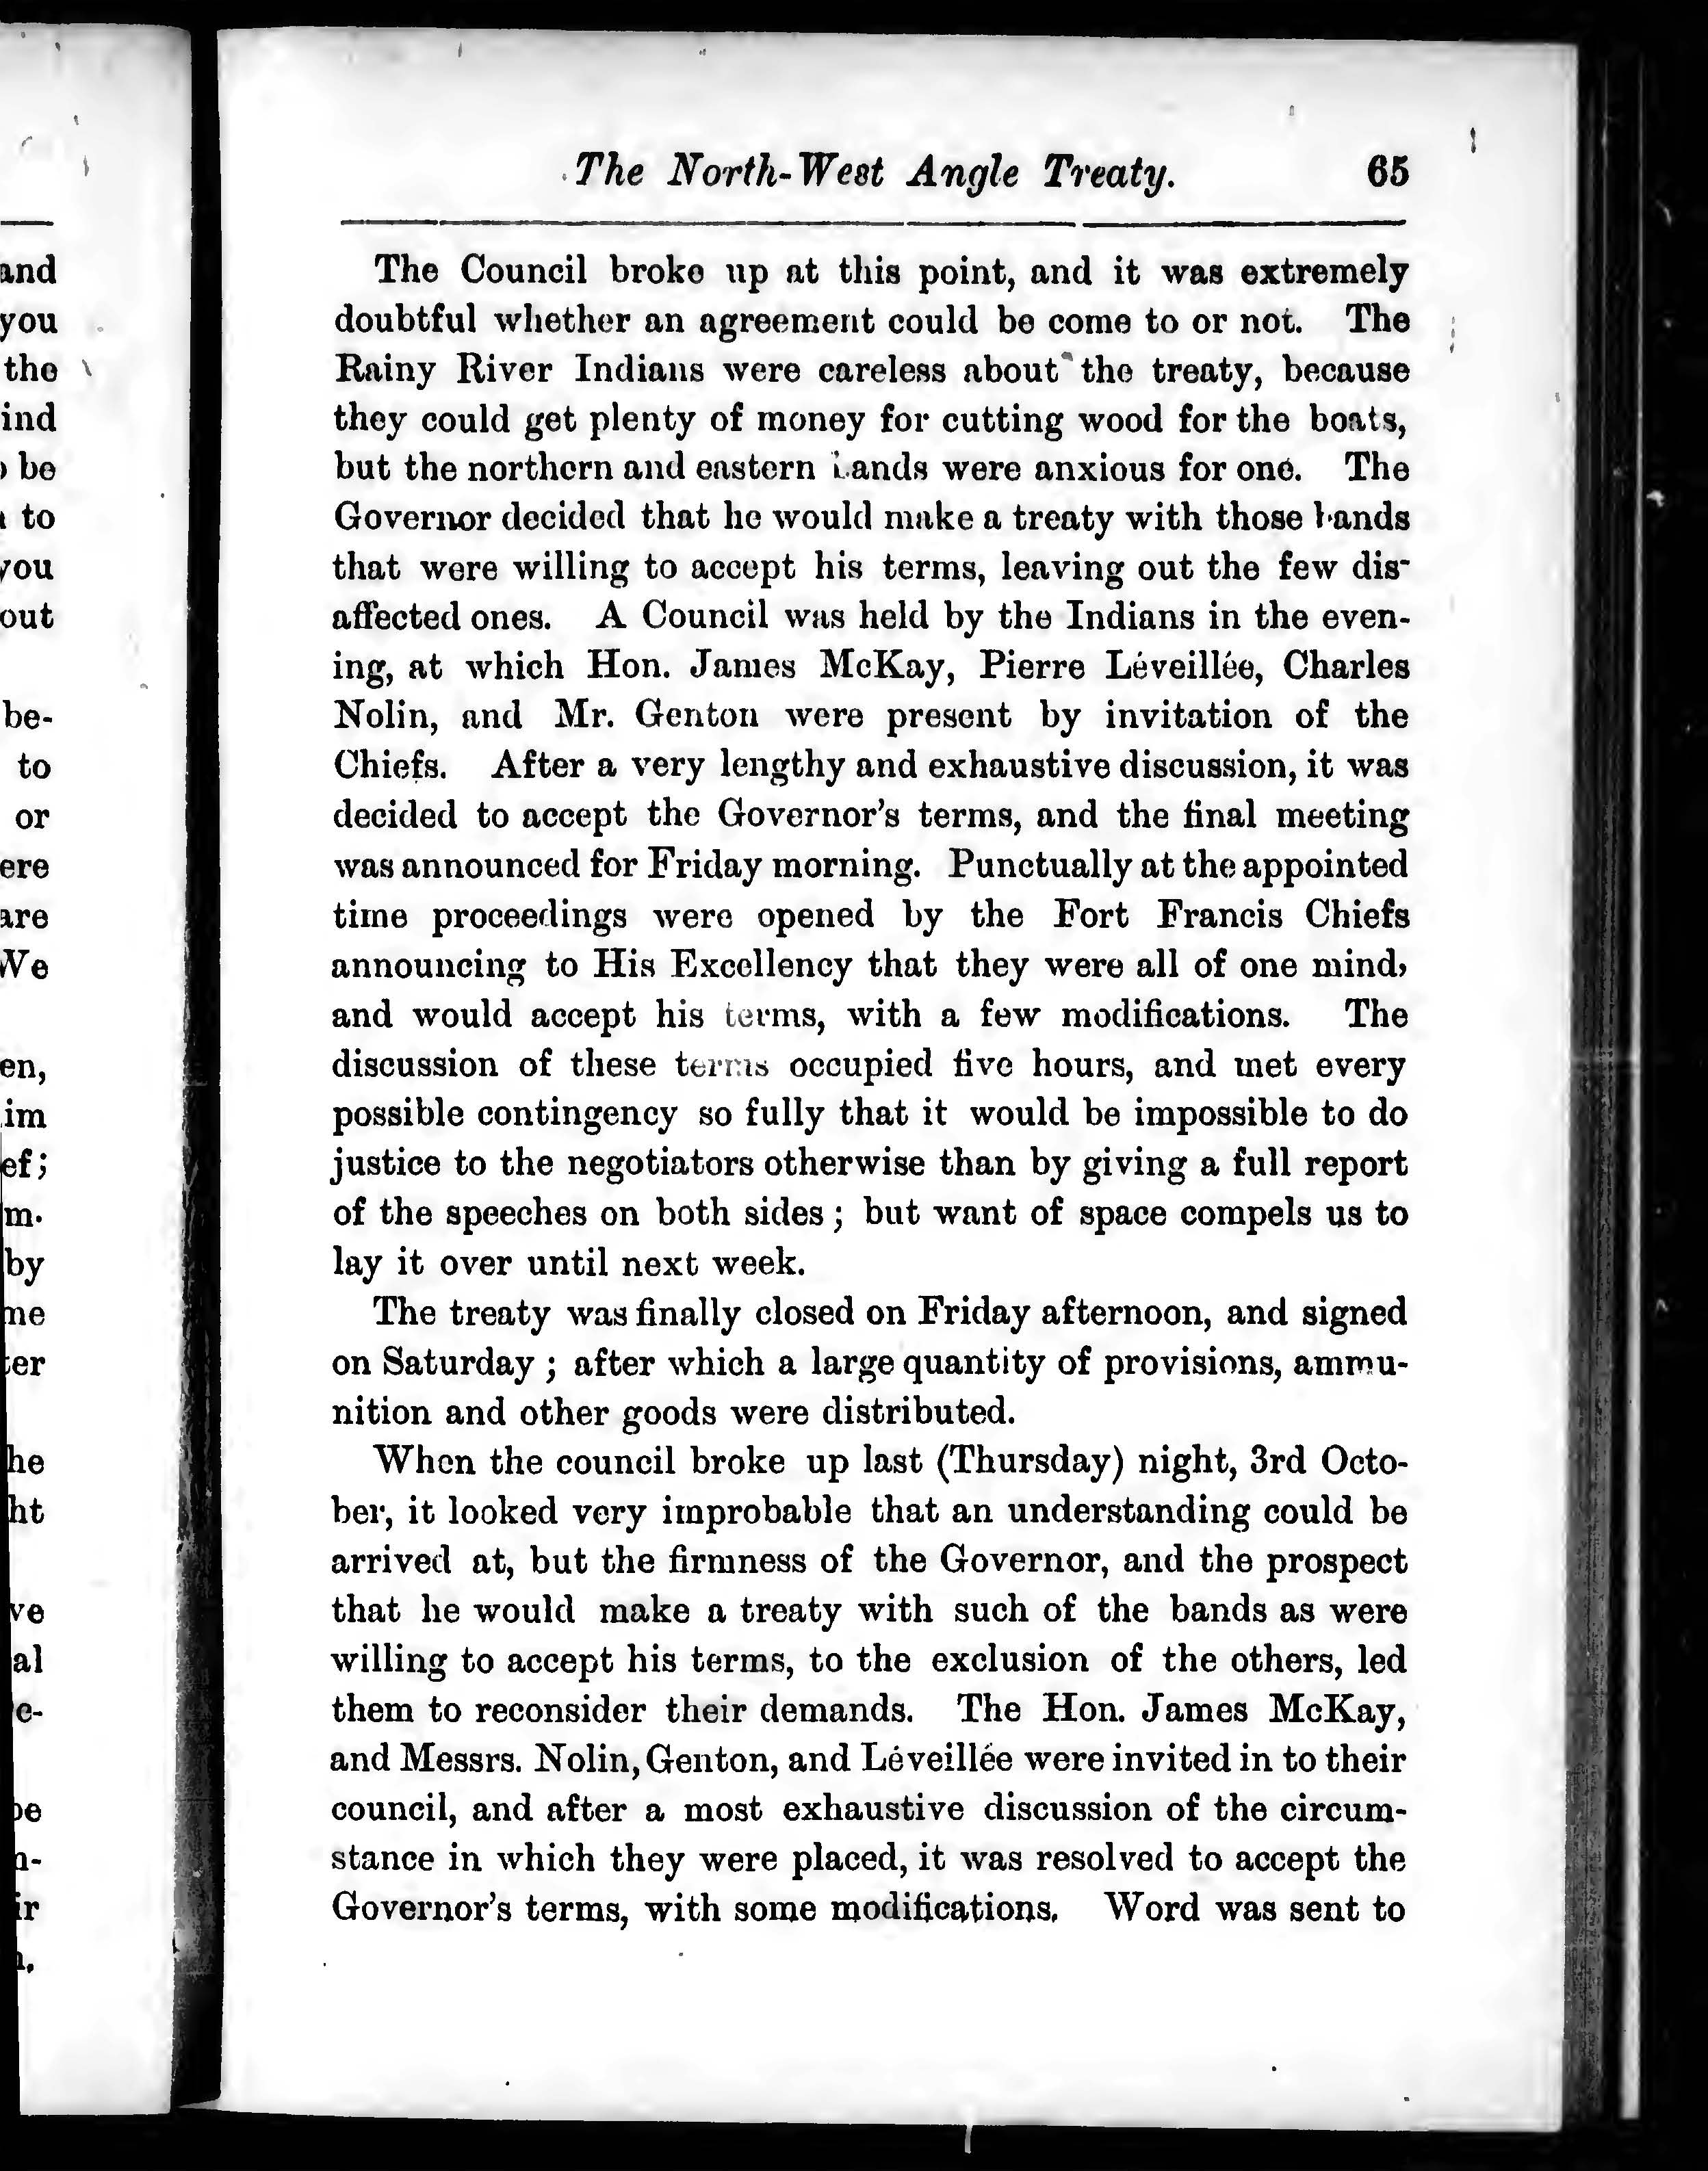 The North-West Angle Treaty. 65
The Council broke up at this point, and it was extremely
doubtful whether an agreement could be come to or not. The
Rainy River Indians were careless about the treaty, because
they could get plenty of money for cutting wood for the boats,
but the northern and eastern bands were anxious for one. The
Governor decided that he would make a treaty with those bands
that were willing to accept his terms, leaving out the few dis-
affected ones. A Council was held by the Indians in the even-
ing, at which Hon. James McKay, Pierre Léveillée, Charles
Nolin, and Mr. Genton were present by invitation of the
Chiefs. After a very lengthy and exhaustive discussion, it was
decided to accept the Governor's terms, and the final meeting
was announced for Friday morning. Punctually at the appointed
time proceedings were opened by the Fort Francis Chiefs
announcing to His Excellency that they were all of one mind,
and would accept his terms, with a few modifications. The
discussion of these terms occupied five hours, and met every
possible contingency so fully that it would be impossible to do
justice to the negotiators otherwise than by giving a full report
of the speeches on both sides ; but want of space compels us to
lay it over until next week.
The treaty was finally closed on Friday afternoon, and signed
on Saturday ; after which a large quantity of provisions, ammu-
nition and other goods were distributed.
When the council broke up last (Thursday) night, 3rd Octo-
ber, it looked very improbable that an understanding could be
arrived at, but the firmness of the Governor, and the prospect
that he would make a treaty with such of the bands as were
willing to accept his terms, to the exclusion of the others, led
them to reconsider their demands. The Hon. James McKay,
and Messrs. Nolin, Genton, and Léveillée were invited in to their
council, and after a most exhaustive discussion of the circum-
stance in which they were placed, it was resolved to accept the
Governor's terms, with some modifications. Word was sent to